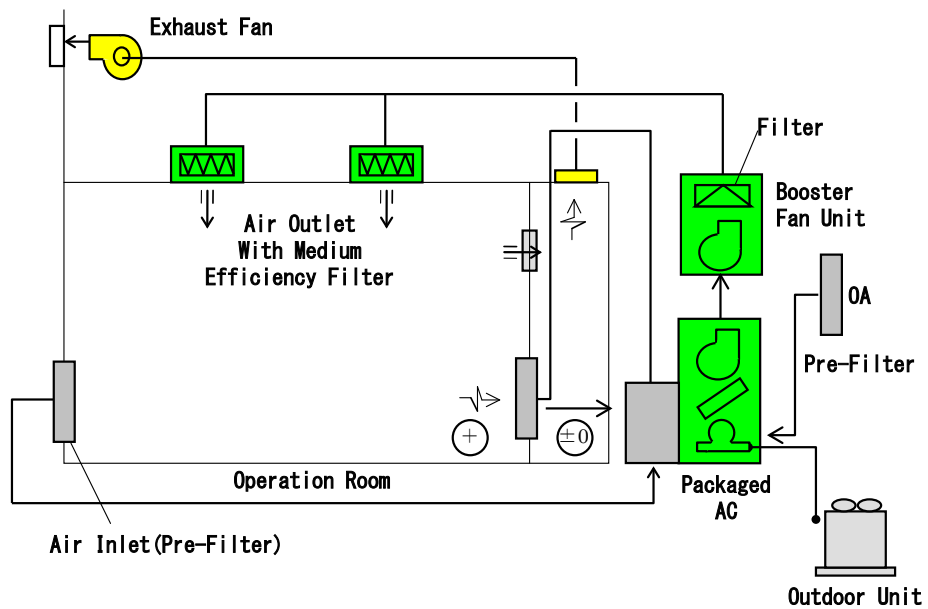 Exhaust Fan
Filter
Booster
Fan Unit
Air Outlet
With Medium
Efficiency Filter
OA
Pre-Filter
+
±0
Operation Room
Packaged
AC
Air Inlet(Pre-Filter)
Outdoor Unit